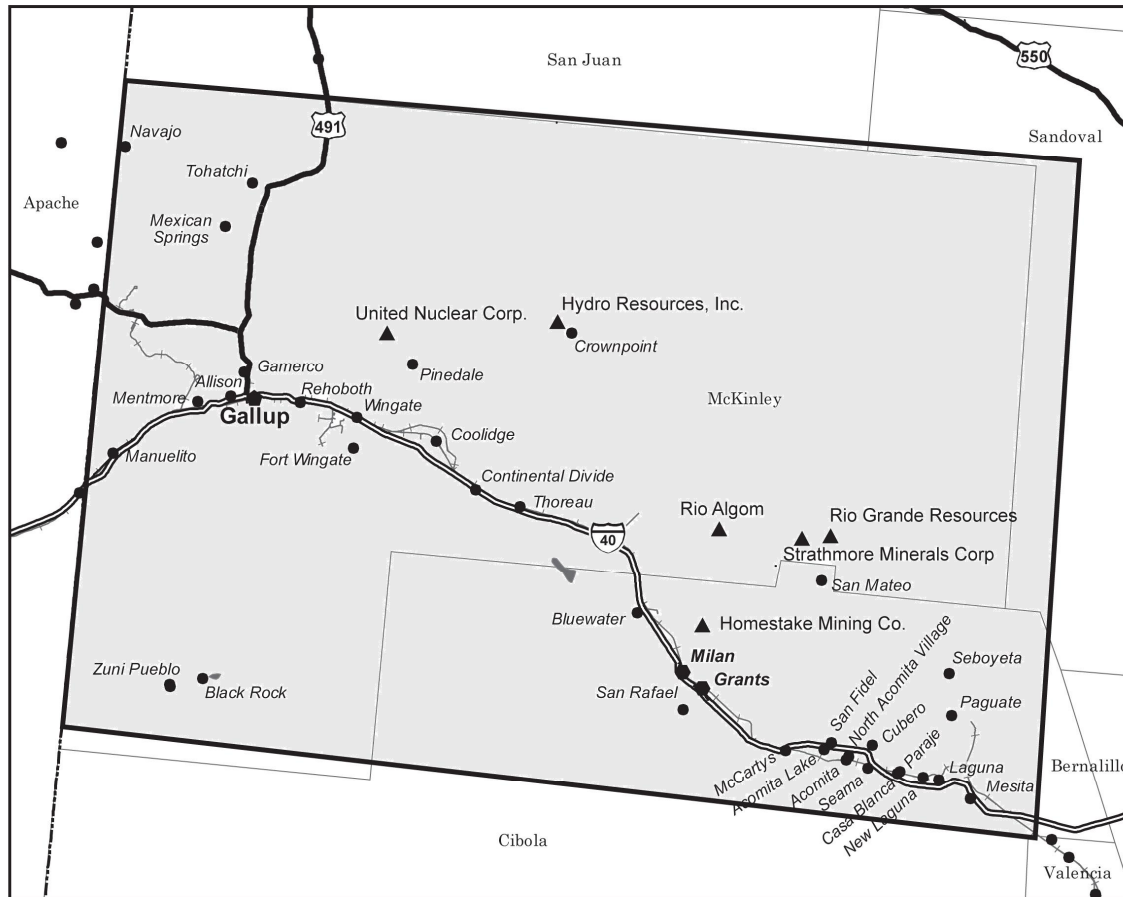 San Juan
550
491
Sandoval
Navajo
Tohatchi
Apache
Mexican
Springs
United Nuclear Corp.
Hydro Resources, Inc.
Crownpoint
Pinedale
Gamerco
Allison
Rehoboth
Mentmore
Wingate
McKinley
Gallup
Coolidge
Manuelito
Fort Wingate
Continental Divide
Thoreau
Rio Algom
Rio Grande Resources
40
Strathmore Minerals Corp
San Mateo
Bluewater
Homestake Mining Co.
Milan
Grants
San Rafael
Zuni Pueblo
Black Rock
San Fidel
North Acomita Village
Cubero
Seboyeta
Paguate
Paraje
Laguna
Mesita
Bernalillo
McCartys
Acomita Lake
Acomita
Seama
Casa Blanca
New Laguna
Cibola
Valencia